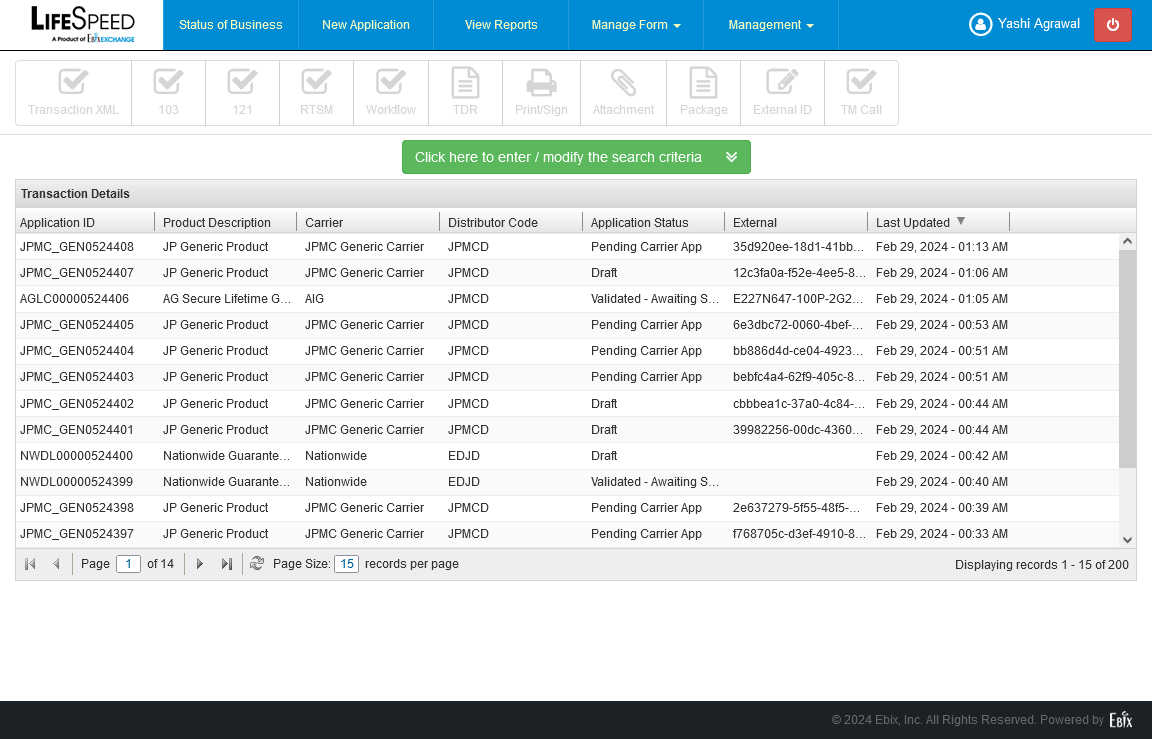 LIFESPEED
A Product of Ebix EXCHANGE
Status of Business New Application View Reports Manage Form Management Yashi Agrawal
Transaction XML 103 121 RTSM Workflow TDR Print/Sign Attachment Package External ID TM Call
Click here to enter / modify the search criteria
Transaction Details
Application ID Product Description Carrier Distributor Code Application Status External Last Updated
JPMC_GEN0524408 JP Generic Product JPMC Generic Carrier JPMCD Pending Carrier App 35d920ee-18d1-41bb... Feb 29, 2024 - 01:13 AM
JPMC_GEN0524407 JP Generic Product JPMC Generic Carrier JPMCD Draft 12c3fa0a-f52e-4ee5-8... Feb 29, 2024 - 01:06 AM
AGLC00000524406 AG Secure Lifetime G... AIG JPMCD Validated - Awaiting S... E227N647-100P-2G2... Feb 29, 2024 - 01:05 AM
JPMC_GEN0524405 JP Generic Product JPMC Generic Carrier JPMCD Pending Carrier App 6e3dbc72-0060-4bef-... Feb 29, 2024 - 00:53 AM
JPMC_GEN0524404 JP Generic Product JPMC Generic Carrier JPMCD Pending Carrier App bb886d4d-ce04-4923... Feb 29, 2024 - 00:51 AM
JPMC_GEN0524403 JP Generic Product JPMC Generic Carrier JPMCD Pending Carrier App bebfc4a4-62f9-405c-8... Feb 29, 2024 - 00:51 AM
JPMC_GEN0524402 JP Generic Product JPMC Generic Carrier JPMCD Draft cbbbea1c-37a0-4c84-... Feb 29, 2024 - 00:44 AM
JPMC_GEN0524401 JP Generic Product JPMC Generic Carrier JPMCD Draft 39982256-00dc-4360... Feb 29, 2024 - 00:44 AM
NWDL00000524400 Nationwide Guarante... Nationwide EDJD Draft Feb 29, 2024 - 00:42 AM
NWDL00000524399 Nationwide Guarante... Nationwide EDJD Validated - Awaiting S... Feb 29, 2024 - 00:40 AM
JPMC_GEN0524398 JP Generic Product JPMC Generic Carrier JPMCD Pending Carrier App 2e637279-5f55-48f5-... Feb 29, 2024 - 00:39 AM
JPMC_GEN0524397 JP Generic Product JPMC Generic Carrier JPMCD Pending Carrier App f768705c-d3ef-4910-8... Feb 29, 2024 - 00:33 AM
Page 1 of 14 Page Size: 15 records per page Displaying records 1 - 15 of 200
© 2024 Ebix, Inc. All Rights Reserved. Powered by Ebix